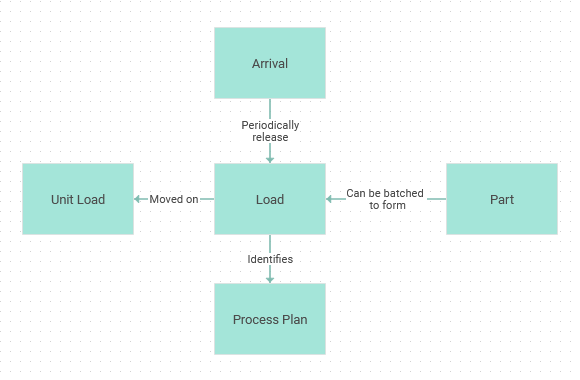 Arrival
Periodically
release
Unit Load
Moved on
Load
Can be batched
to form
Part
Identifies
Process Plan